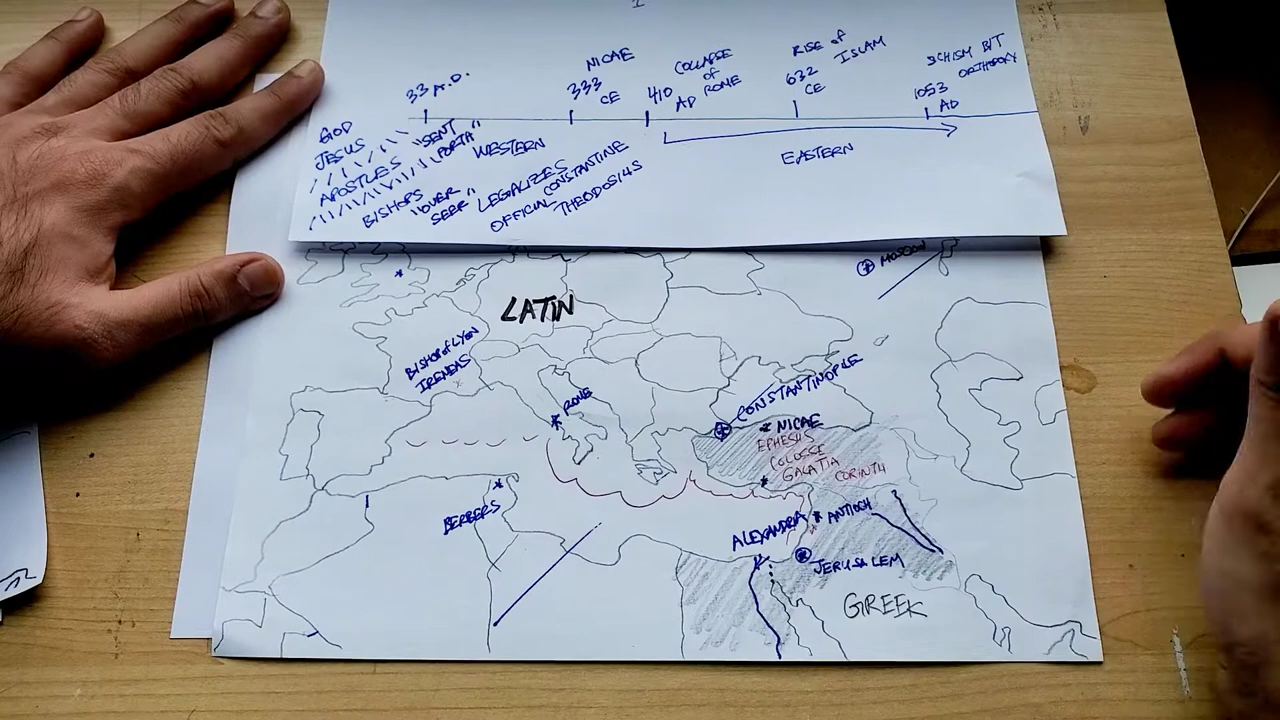 I
33 A.D.
NICAE
333
CE
410
AD
COLLAPSE
OF
ROME
632
CE
RISE of
ISLAM
1053
AD
SCHISM B/T
ORTHODOXY
GOD
JESUS
APOSTLES "SENT
FORTH"
BISHOPS "OVER
SEER"
WESTERN
LEGALIZES CONSTANTINE
OFFICIAL THEODOSIUS
EASTERN
MOSCOW
LATIN
BISHOP of LYON
IRENEAS
ROME
CONSTANTINOPLE
NICAE
EPHESUS
COLOSSE
GALATIA
CORINTH
BERBERS
ALEXANDRIA
ANTIOCH
JERUSALEM
GREEK